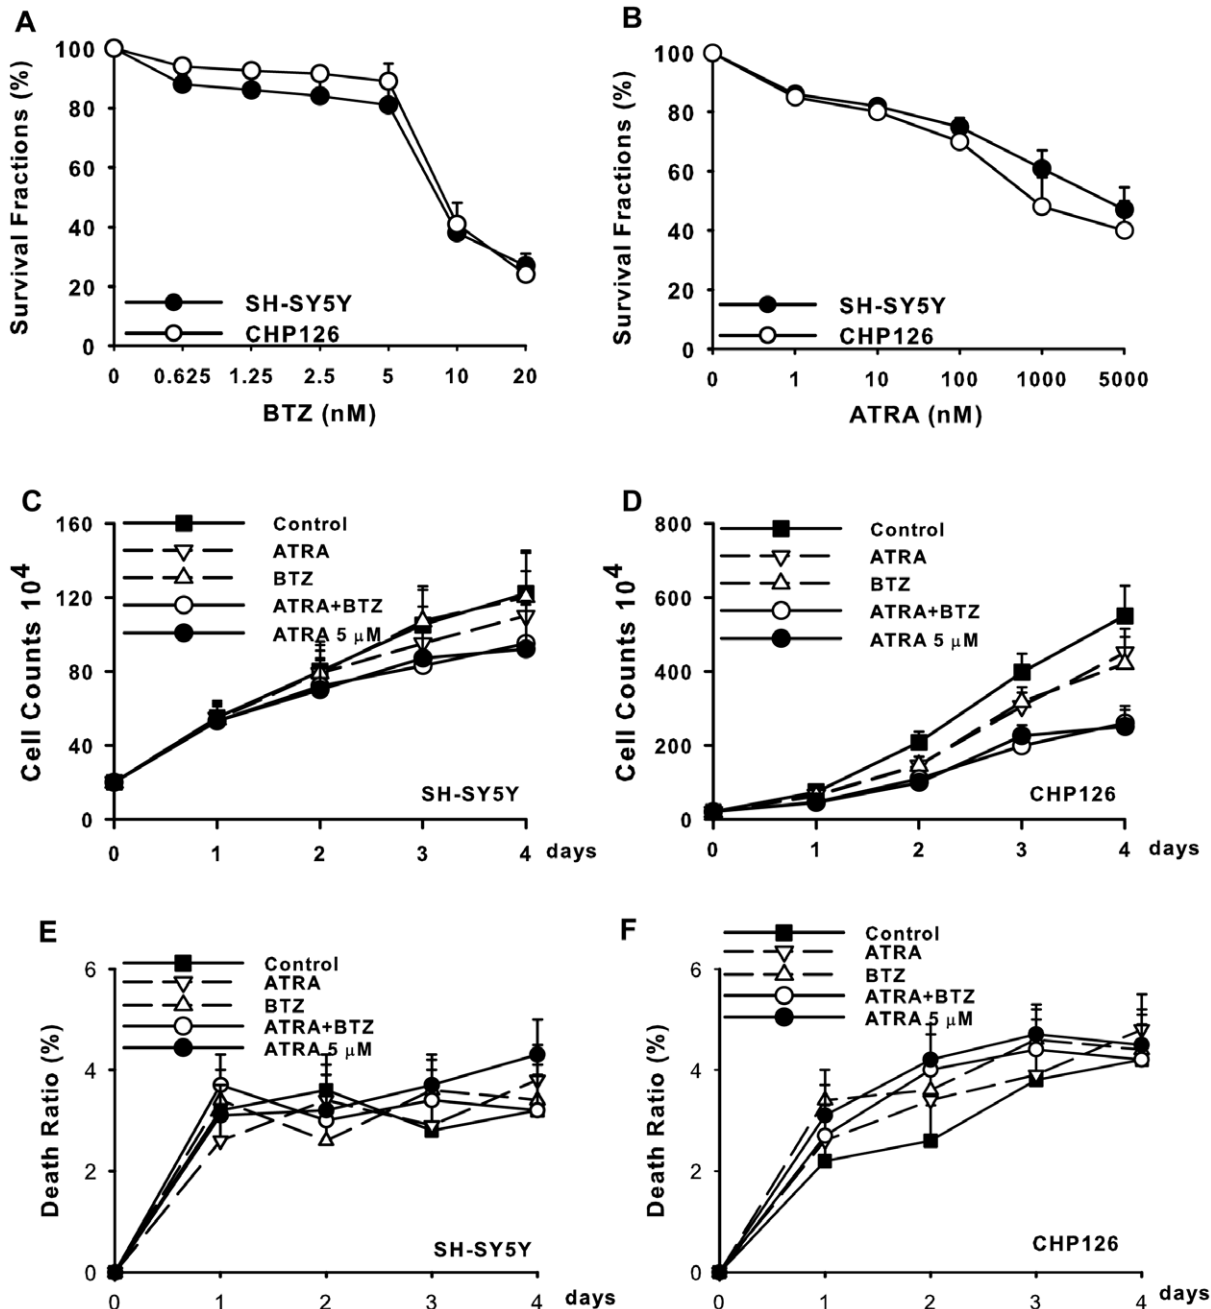 A
Survival Fractions (%)
100
80
60
40
20
0
SH-SY5Y
CHP126
0 0.625 1.25 2.5 5 10 20
BTZ (nM)
B
Survival Fractions (%)
100
80
60
40
20
0
SH-SY5Y
CHP126
0 1 10 100 1000 5000
ATRA (nM)
C
Cell Counts 10^4
160
120
80
40
0
Control
ATRA
BTZ
ATRA+BTZ
ATRA 5 μM
SH-SY5Y
0 1 2 3 4 days
D
Cell Counts 10^4
800
600
400
200
0
Control
ATRA
BTZ
ATRA+BTZ
ATRA 5 μM
CHP126
0 1 2 3 4 days
E
Death Ratio (%)
6
4
2
0
Control
ATRA
BTZ
ATRA+BTZ
ATRA 5 μM
SH-SY5Y
0 1 2 3 4 days
F
Death Ratio (%)
6
4
2
0
Control
ATRA
BTZ
ATRA+BTZ
ATRA 5 μM
CHP126
0 1 2 3 4 days